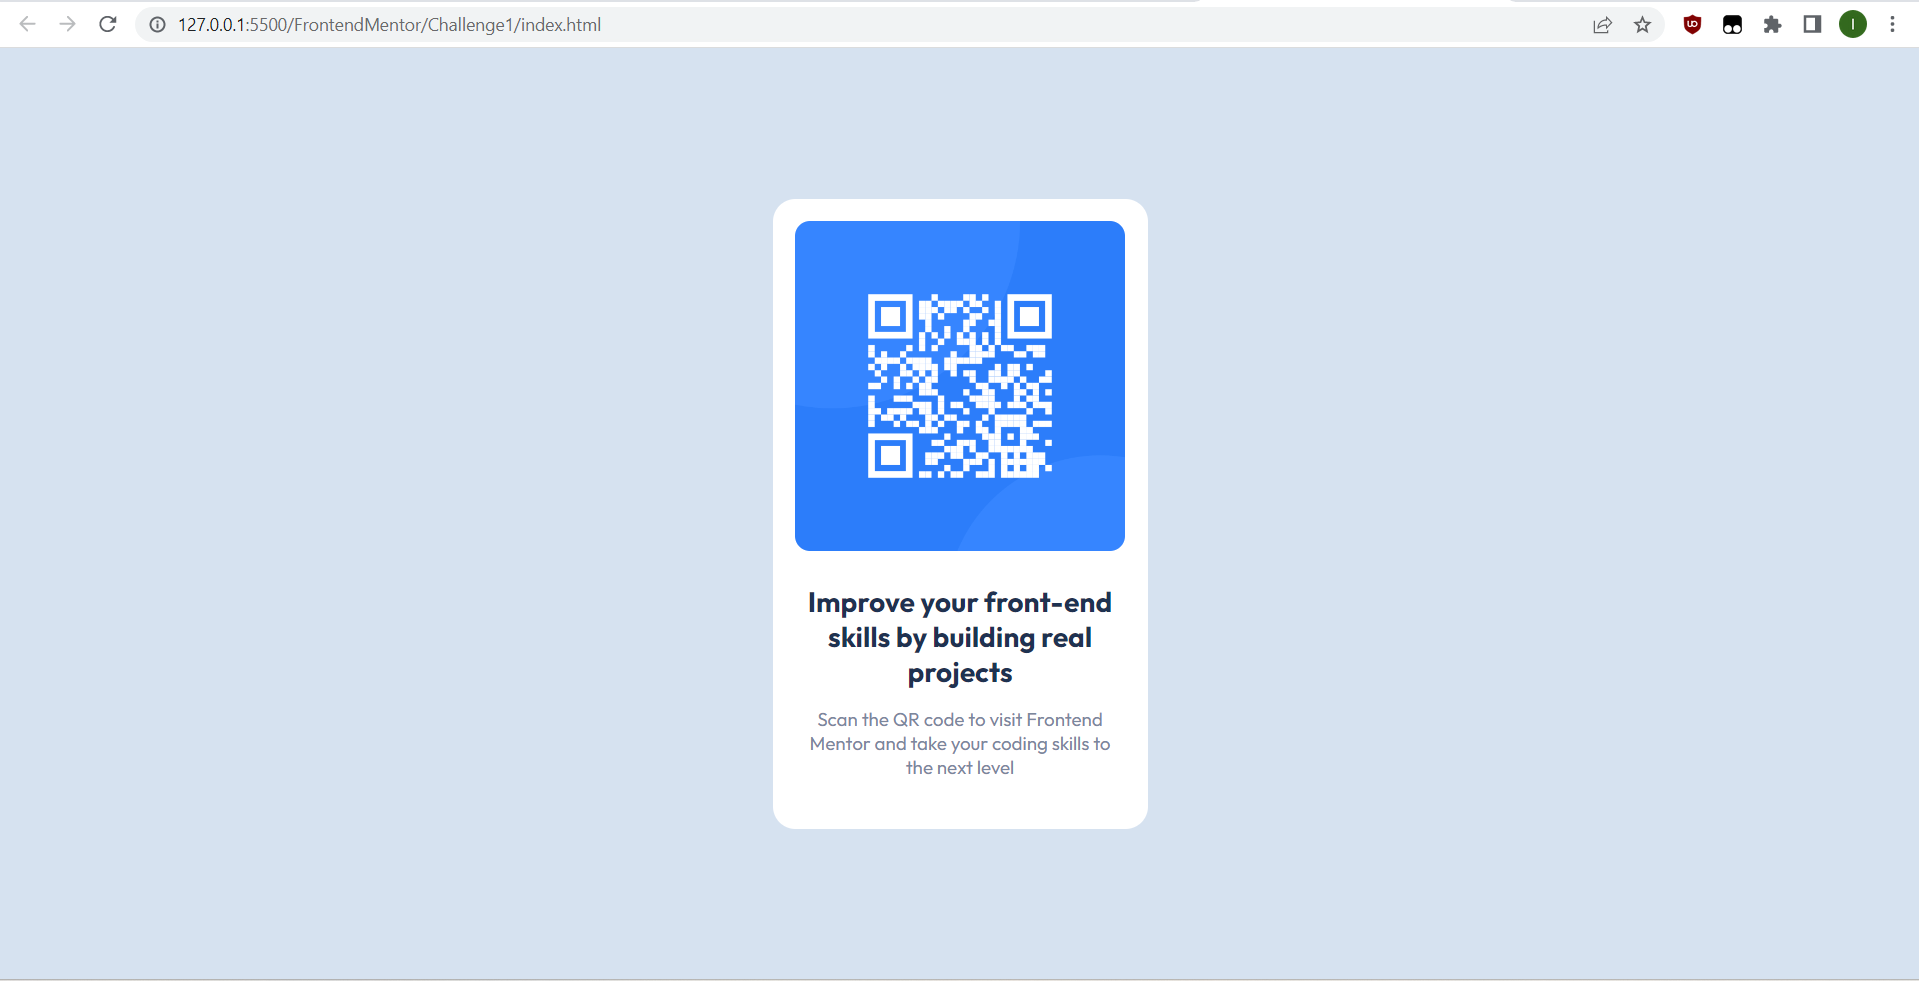 127.0.0.1:5500/FrontendMentor/Challenge1/index.html
I
Improve your front-end
skills by building real
projects
Scan the QR code to visit Frontend
Mentor and take your coding skills to
the next level